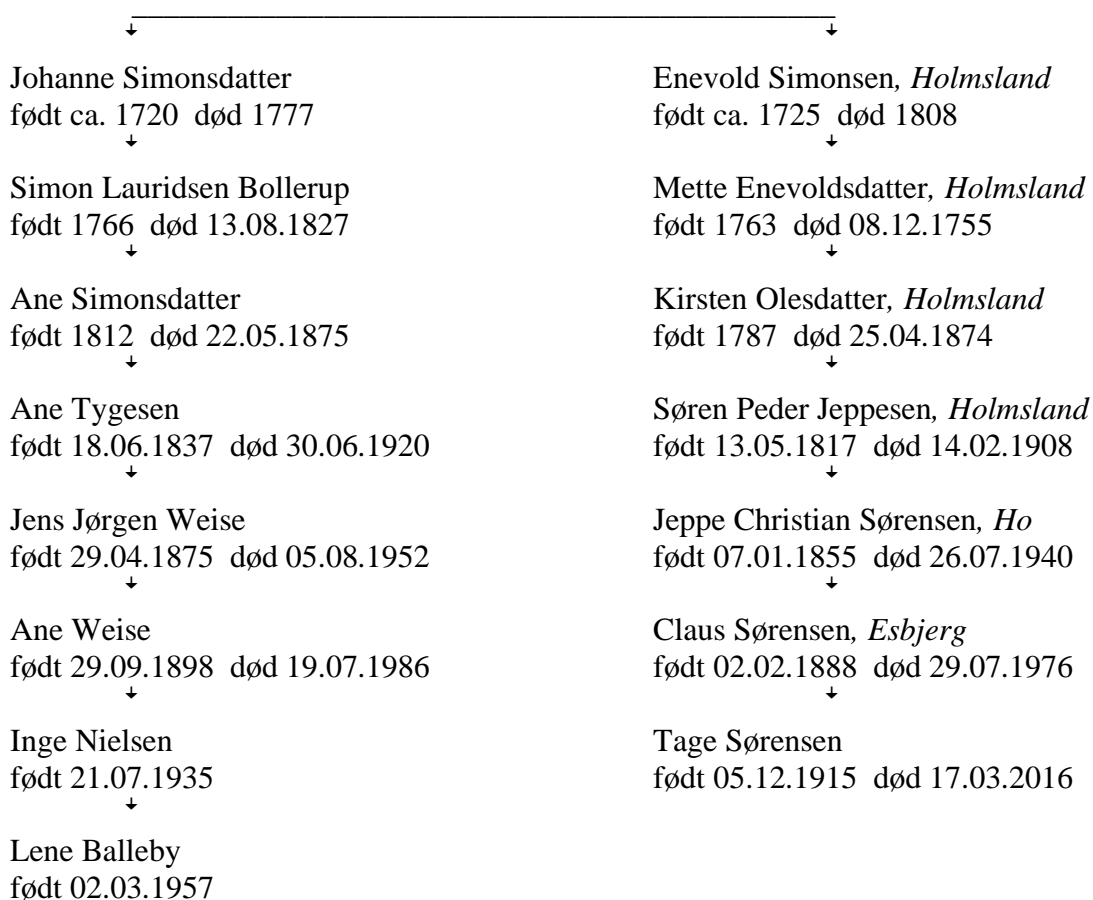 Johanne Simonsdatter
født ca. 1720 død 1777
Simon Lauridsen Bollerup
født 1766 død 13.08.1827
Ane Simonsdatter
født 1812 død 22.05.1875
Ane Tygesen
født 18.06.1837 død 30.06.1920
Jens Jørgen Weise
født 29.04.1875 død 05.08.1952
Ane Weise
født 29.09.1898 død 19.07.1986
Inge Nielsen
født 21.07.1935
Lene Balleby
født 02.03.1957
Enevold Simonsen, Holmsland
født ca. 1725 død 1808
Mette Enevoldsdatter, Holmsland
født 1763 død 08.12.1755
Kirsten Olesdatter, Holmsland
født 1787 død 25.04.1874
Søren Peder Jeppesen, Holmsland
født 13.05.1817 død 14.02.1908
Jeppe Christian Sørensen, Ho
født 07.01.1855 død 26.07.1940
Claus Sørensen, Esbjerg
født 02.02.1888 død 29.07.1976
Tage Sørensen
født 05.12.1915 død 17.03.2016